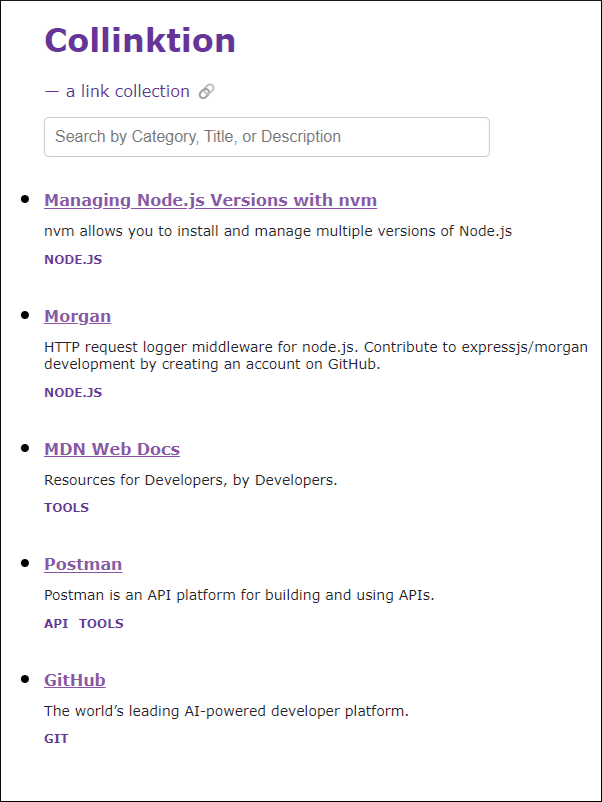 Collinktion
— a link collection 🔗
Search by Category, Title, or Description
Managing Node.js Versions with nvm
nvm allows you to install and manage multiple versions of Node.js
NODE.JS
Morgan
HTTP request logger middleware for node.js. Contribute to expressjs/morgan
development by creating an account on GitHub.
NODE.JS
MDN Web Docs
Resources for Developers, by Developers.
TOOLS
Postman
Postman is an API platform for building and using APIs.
API TOOLS
GitHub
The world’s leading AI-powered developer platform.
GIT